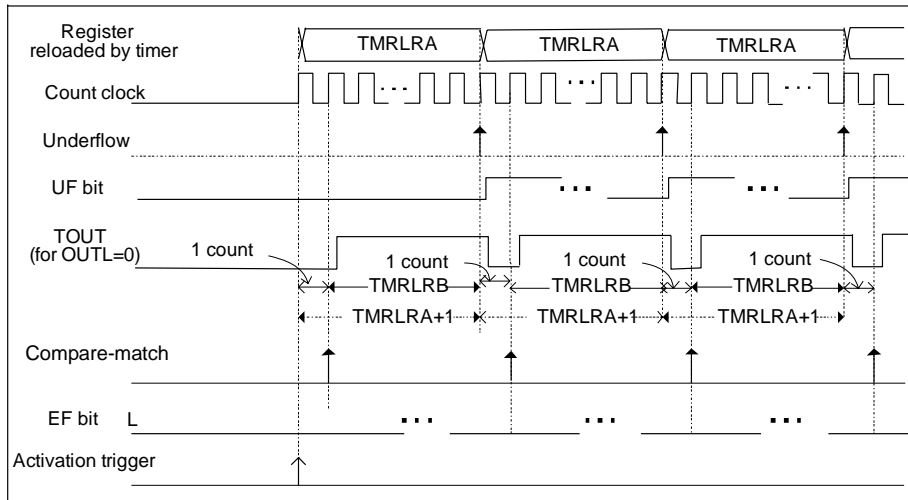 Register
reloaded by timer
TMRLRA
TMRLRA
TMRLRA
Count clock
Underflow
UF bit
TOUT
(for OUTL=0)
1 count
1 count
1 count
1 count
TMRLRB
TMRLRB
TMRLRB
TMRLRA+1
TMRLRA+1
TMRLRA+1
Compare-match
EF bit L
Activation trigger